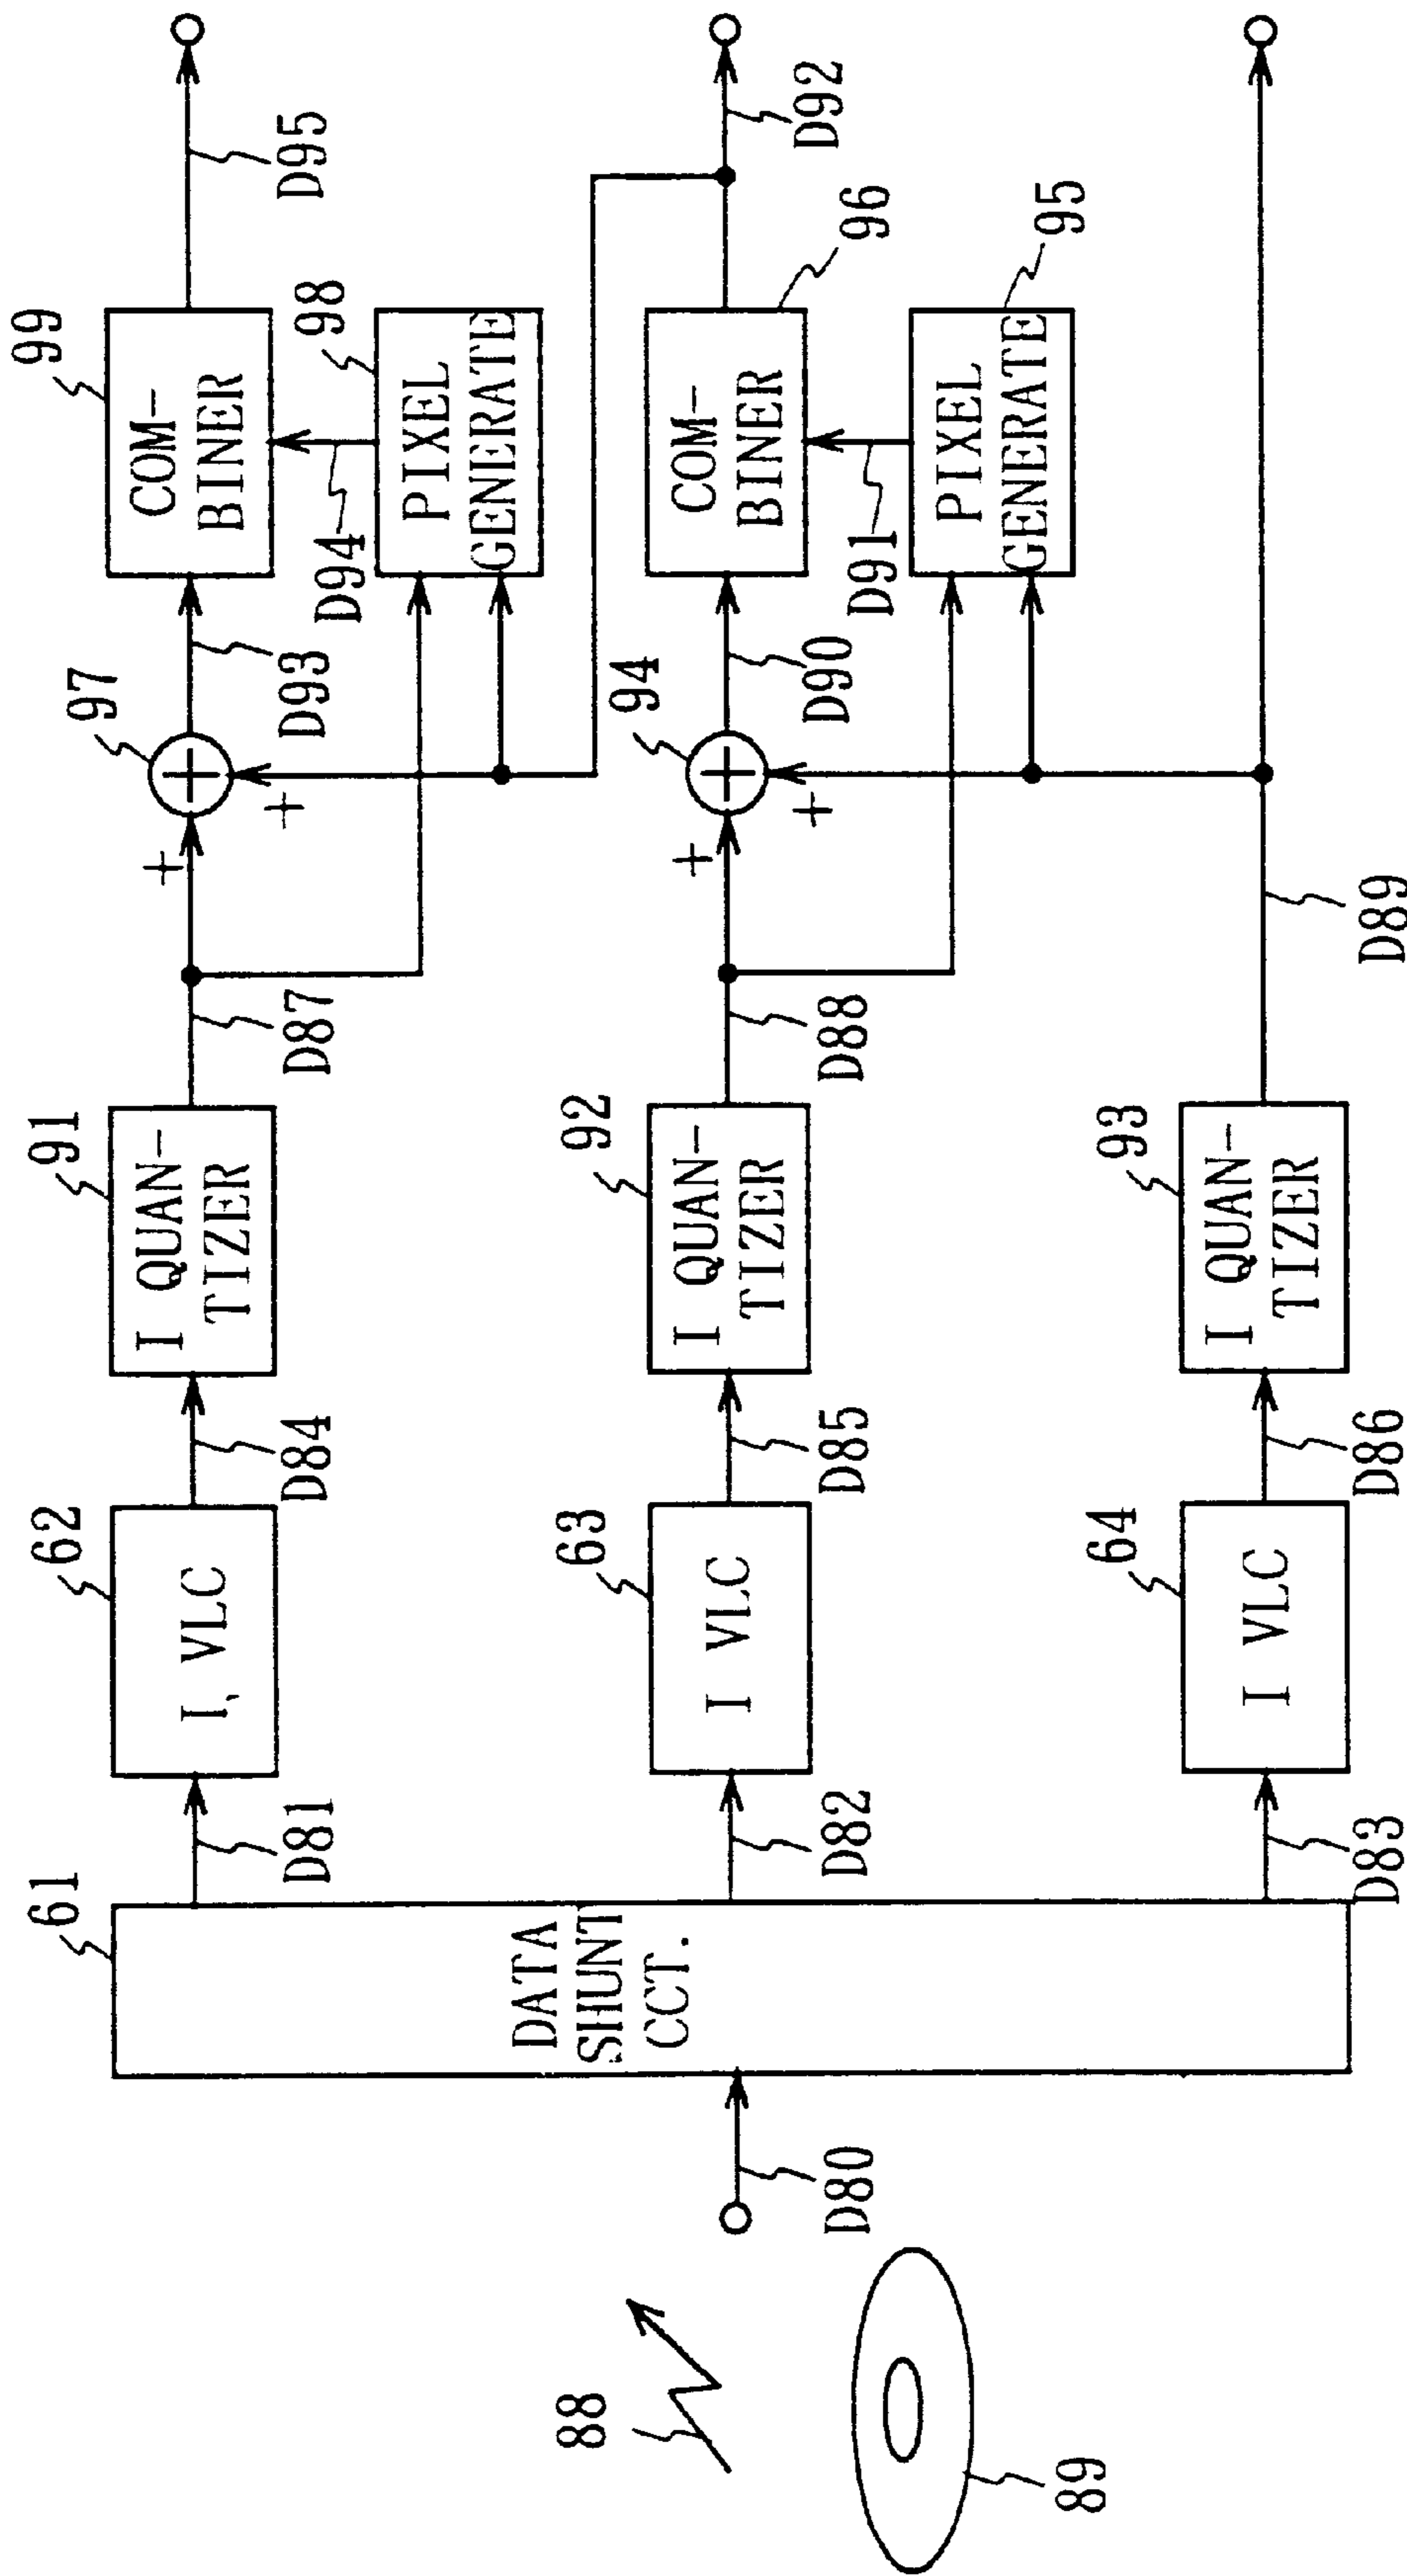 88
89
D80
61
DATA
SHUNT
CCT.
D81
62
I, VLC
D84
91
I QUAN-
TIZER
D87
+
+
97
D93
99
COM-
BINER
D95
D94
98
PIXEL
GENERATE
D82
63
I VLC
D85
92
I QUAN-
TIZER
D88
+
+
94
D90
96
COM-
BINER
D92
D91
95
PIXEL
GENERATE
D83
64
I VLC
D86
93
I QUAN-
TIZER
D89